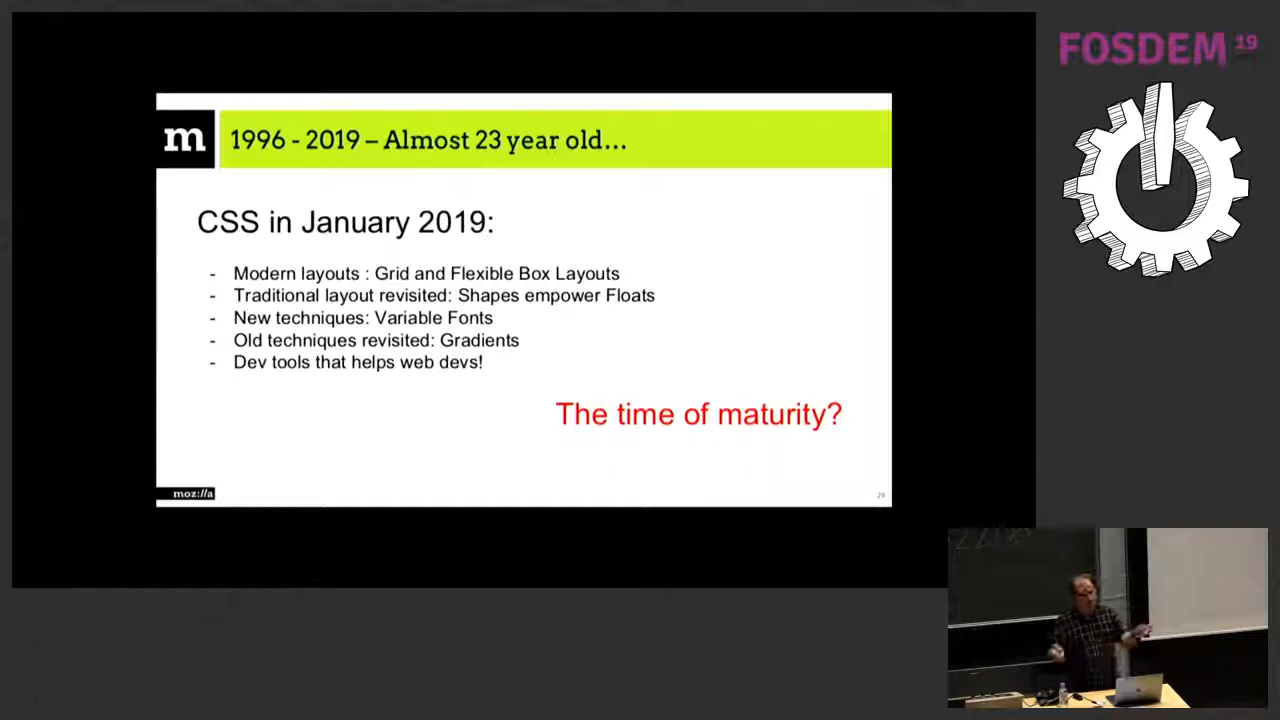 FOSDEM 19
m
1996 - 2019 – Almost 23 year old...
CSS in January 2019:
- Modern layouts : Grid and Flexible Box Layouts
- Traditional layout revisited: Shapes empower Floats
- New techniques: Variable Fonts
- Old techniques revisited: Gradients
- Dev tools that helps web devs!
The time of maturity?
moz://a